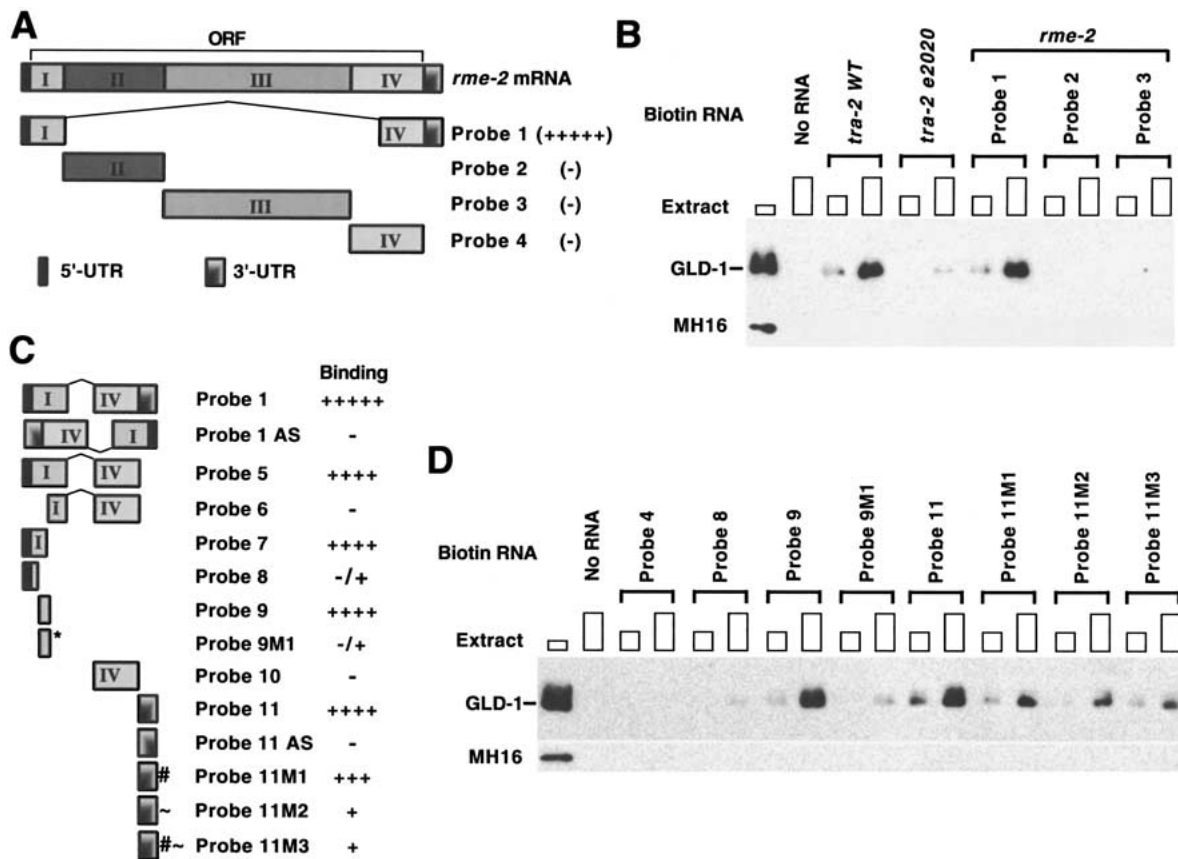 A
ORF
I II III IV rme-2 mRNA
I IV Probe 1 (+++++)
II Probe 2 (-)
III Probe 3 (-)
IV Probe 4 (-)
5'-UTR 3'-UTR
B
rme-2
Biotin RNA No RNA tra-2 WT tra-2 e2020 Probe 1 Probe 2 Probe 3
Extract
GLD-1
MH16
C
Binding
I IV Probe 1 +++++
IV I Probe 1 AS -
I IV Probe 5 ++++
I IV Probe 6 -
I Probe 7 ++++
Probe 8 -/+
Probe 9 ++++
* Probe 9M1 -/+
IV Probe 10 -
Probe 11 ++++
Probe 11 AS -
# Probe 11M1 +++
~ Probe 11M2 +
#~ Probe 11M3 +
D
Biotin RNA No RNA Probe 4 Probe 8 Probe 9 Probe 9M1 Probe 11 Probe 11M1 Probe 11M2 Probe 11M3
Extract
GLD-1
MH16